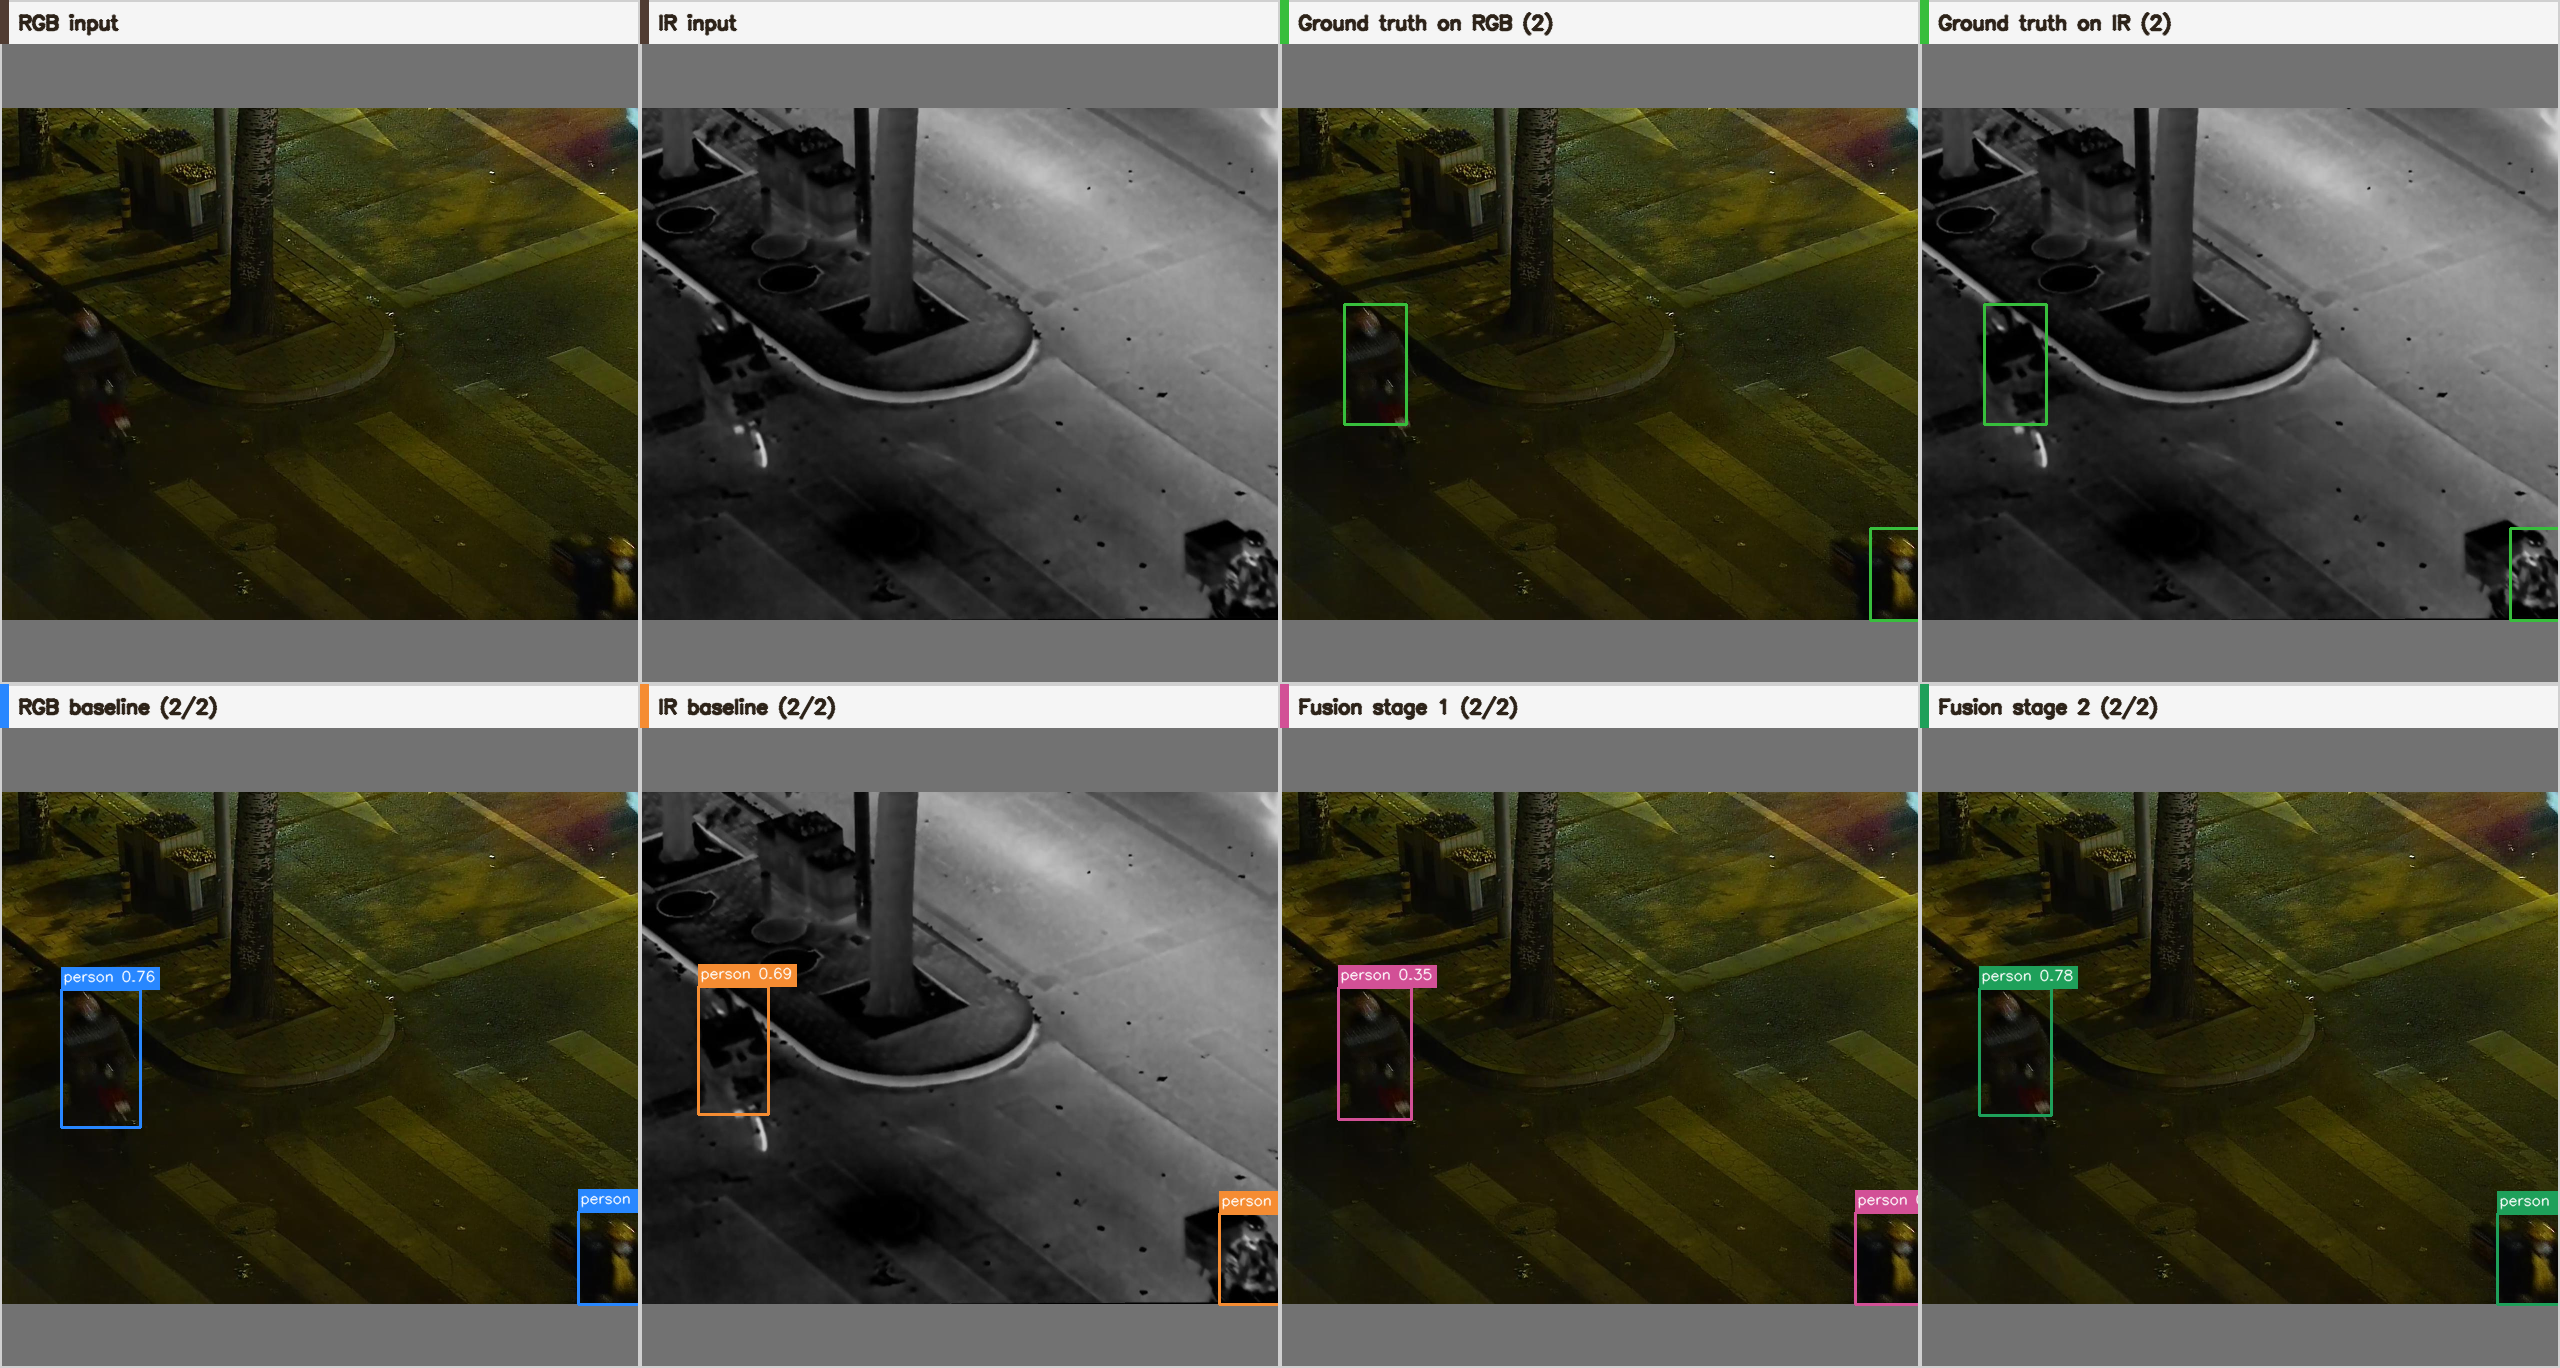 RGB input
IR input
Ground truth on RGB (2)
Ground truth on IR (2)
RGB baseline (2/2)
IR baseline (2/2)
Fusion stage 1 (2/2)
Fusion stage 2 (2/2)
person 0.76
person 0.69
person 0.35
person 0.78
person
person
person
person